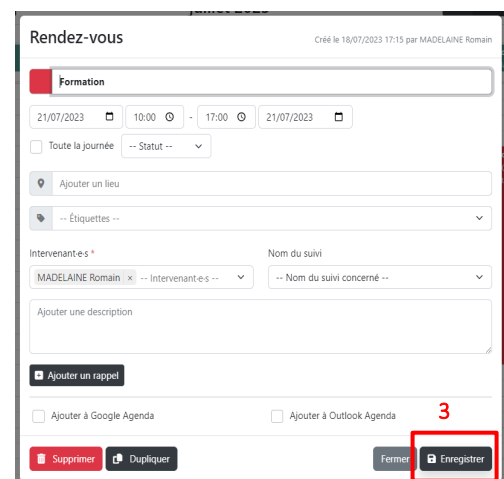 juillet 2023
Rendez-vous
Créé le 18/07/2023 17:15 par MADELAINE Romain
Formation
21/07/2023 10:00 - 17:00 21/07/2023
Toute la journée -- Statut --
Ajouter un lieu
-- Étiquettes --
Intervenant·e·s * Nom du suivi
MADELAINE Romain × -- Intervenant·e·s -- -- Nom du suivi concerné --
Ajouter une description
Ajouter un rappel
Ajouter à Google Agenda Ajouter à Outlook Agenda
3
Supprimer Dupliquer Fermer Enregistrer